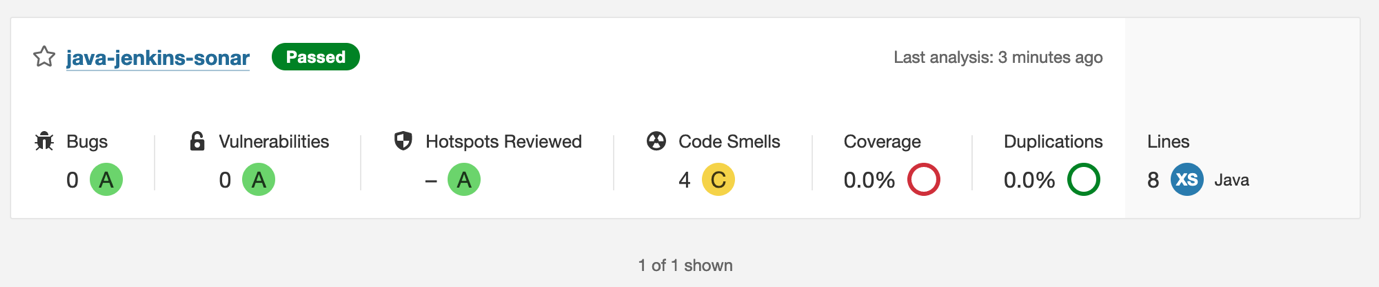 java-jenkins-sonar Passed Last analysis: 3 minutes ago
Bugs Vulnerabilities Hotspots Reviewed Code Smells Coverage Duplications Lines
0 A 0 A – A 4 C 0.0% 0.0% 8 XS Java
1 of 1 shown